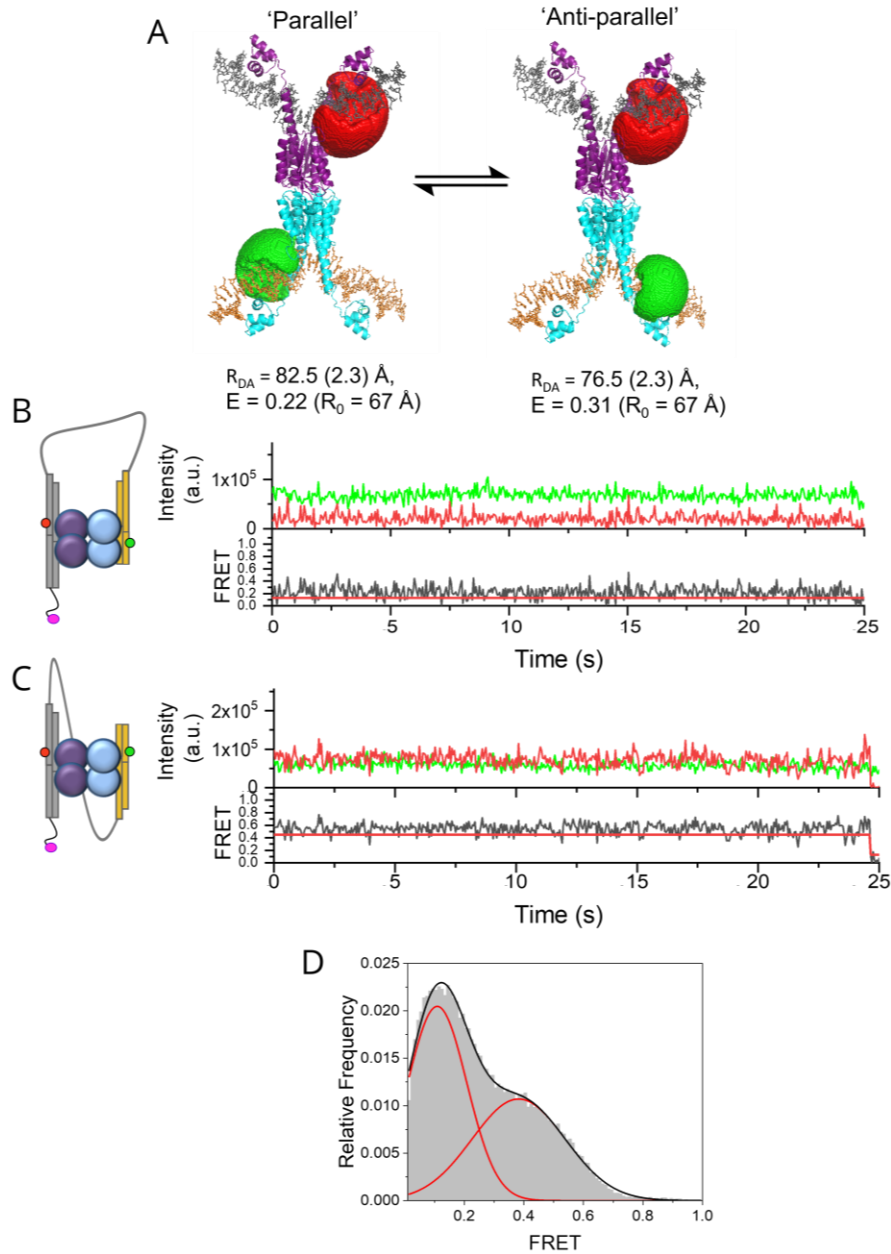 A
'Parallel'
'Anti-parallel'
R_DA = 82.5 (2.3) Å,
E = 0.22 (R_0 = 67 Å)
R_DA = 76.5 (2.3) Å,
E = 0.31 (R_0 = 67 Å)
B
Intensity
(a.u.)
1x10^5
0
FRET
1.0
0.8
0.6
0.4
0.2
0.0
0
5
10
15
20
25
Time (s)
C
Intensity
(a.u.)
2x10^5
1x10^5
0
FRET
1.0
0.8
0.6
0.4
0.2
0.0
0
5
10
15
20
25
Time (s)
D
Relative Frequency
0.025
0.020
0.015
0.010
0.005
0.000
0.2
0.4
0.6
0.8
1.0
FRET